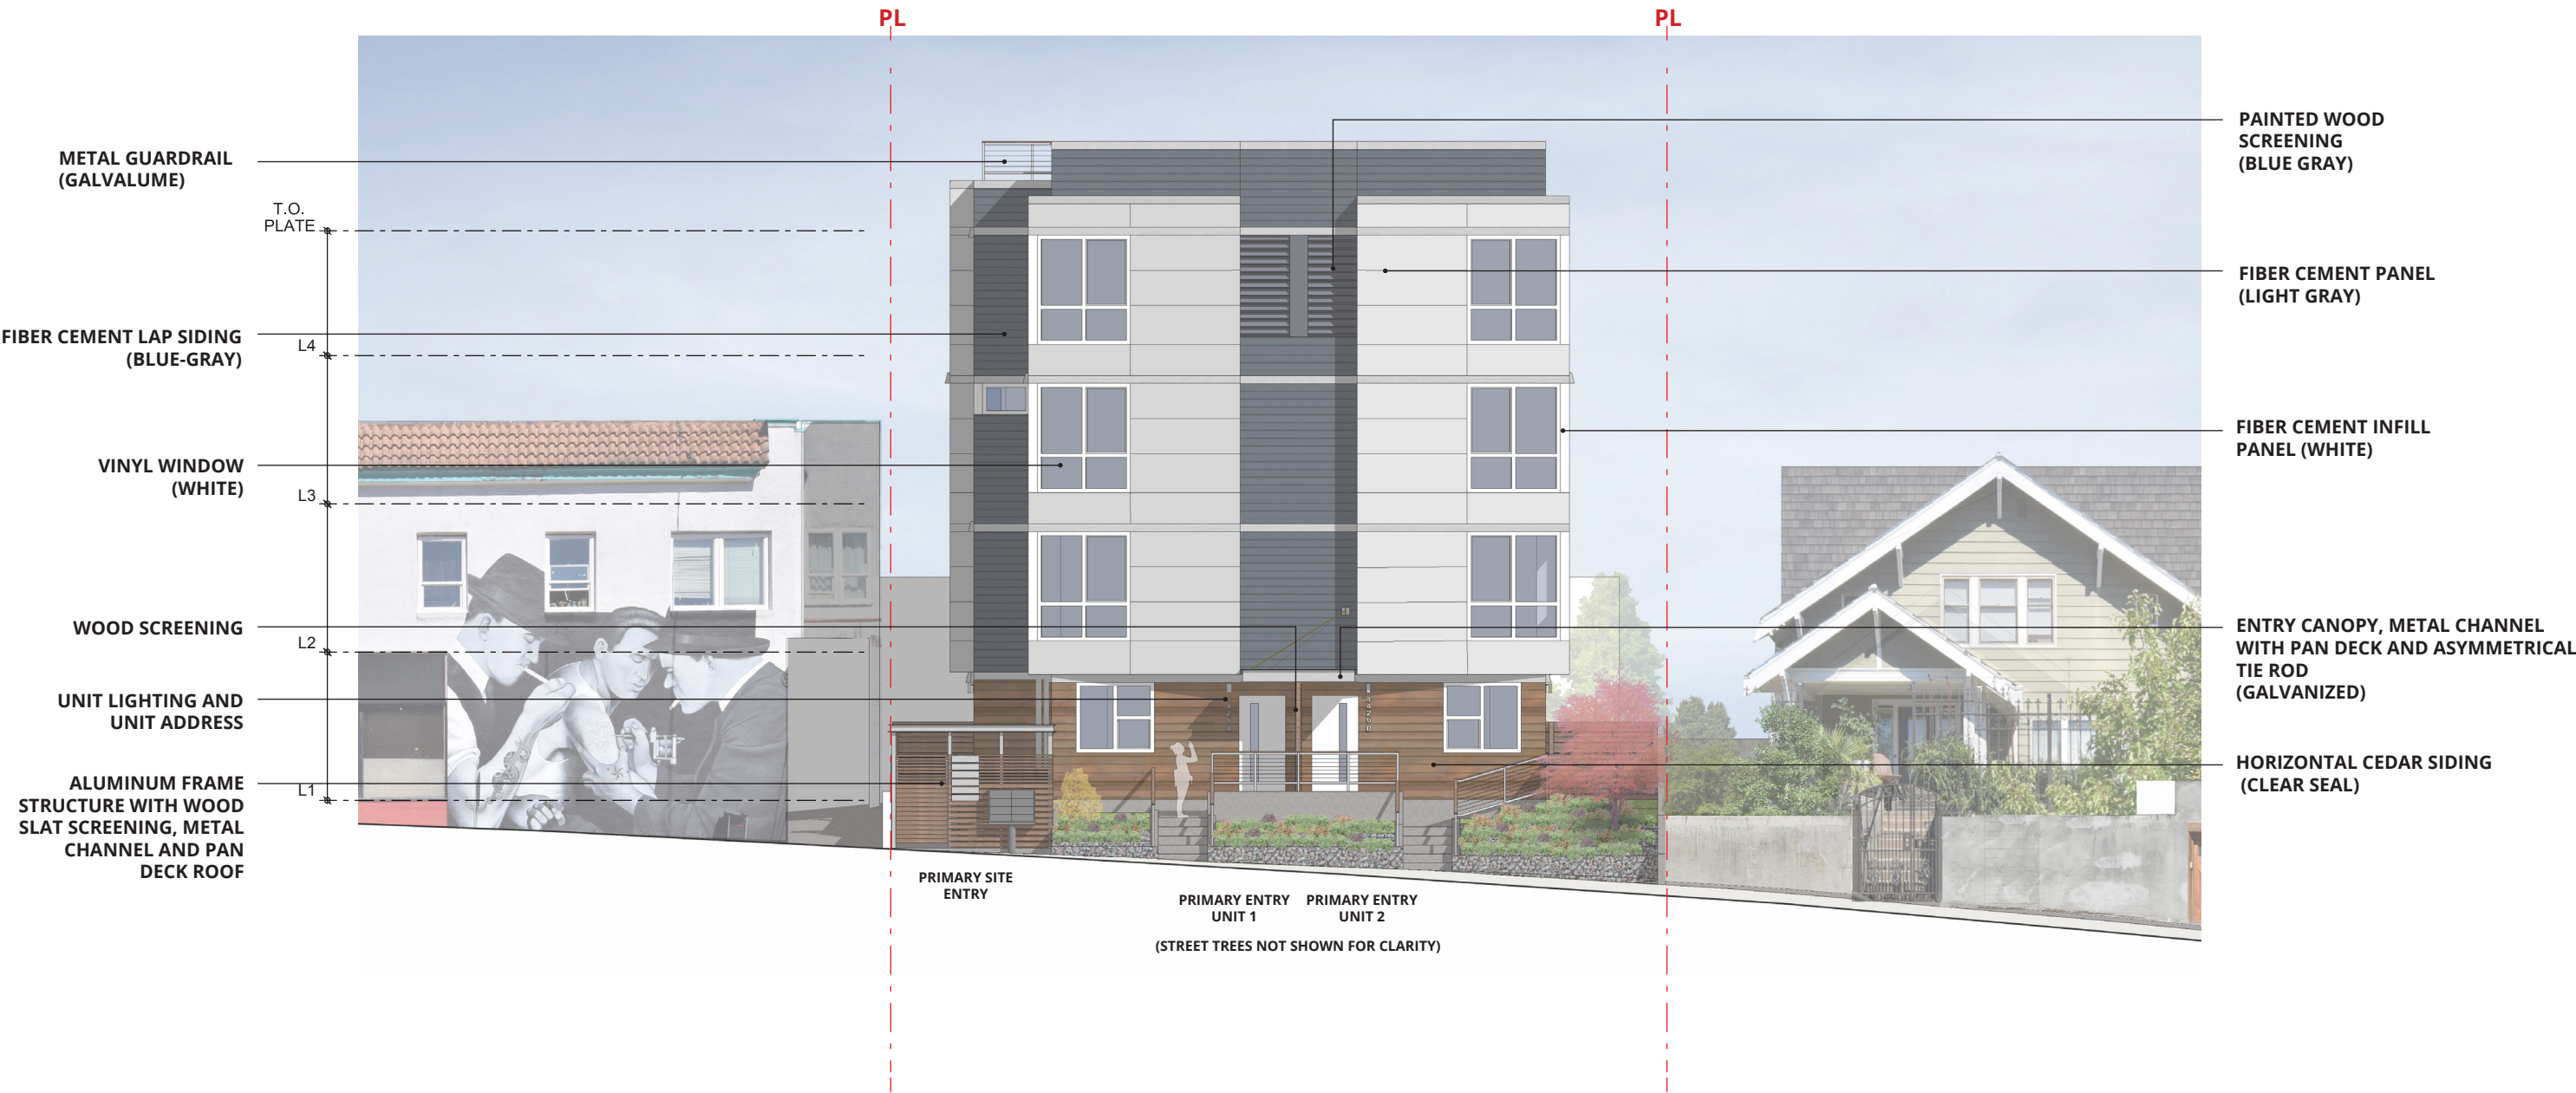 PL
PL
METAL GUARDRAIL
(GALVALUME)
T.O.
PLATE
FIBER CEMENT LAP SIDING
(BLUE-GRAY)
L4
VINYL WINDOW
(WHITE)
L3
WOOD SCREENING
L2
UNIT LIGHTING AND
UNIT ADDRESS
ALUMINUM FRAME
STRUCTURE WITH WOOD
SLAT SCREENING, METAL
CHANNEL AND PAN
DECK ROOF
L1
PAINTED WOOD
SCREENING
(BLUE GRAY)
FIBER CEMENT PANEL
(LIGHT GRAY)
FIBER CEMENT INFILL
PANEL (WHITE)
ENTRY CANOPY, METAL CHANNEL
WITH PAN DECK AND ASYMMETRICAL
TIE ROD
(GALVANIZED)
HORIZONTAL CEDAR SIDING
(CLEAR SEAL)
PRIMARY SITE
ENTRY
PRIMARY ENTRY
UNIT 1
PRIMARY ENTRY
UNIT 2
(STREET TREES NOT SHOWN FOR CLARITY)